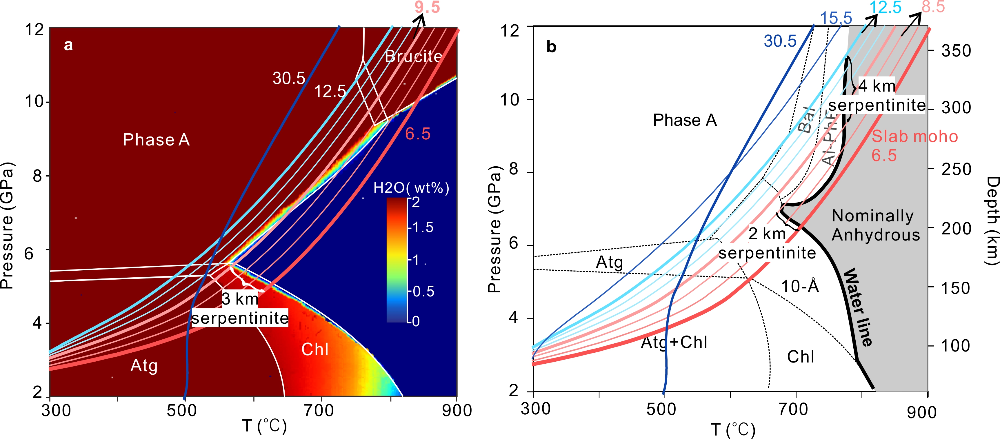 9.5
12
a
Brucite
30.5
12.5
10
Phase A
6.5
Pressure (GPa)
8
H2O( wt%)
2
1.5
1
0.5
0
6
3 km
serpentinite
4
Chl
Atg
2
300
500
700
900
T (°C)
12.5
8.5
15.5
12
b
30.5
350
4 km
serpentinite
10
300
Phase A
Bal
Al-PhE
Slab moho
6.5
8
250
Pressure (GPa)
Depth (km)
Nominally
Anhydrous
200
2 km
serpentinite
6
Atg
10-Å
Water line
150
4
Atg+Chl
100
Chl
2
300
500
700
900
T (°C)